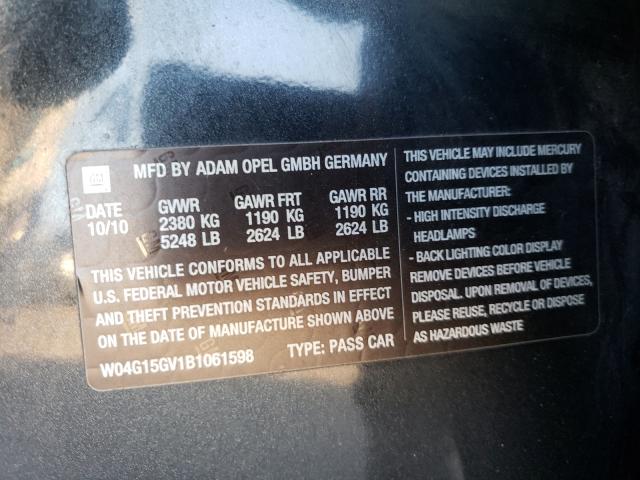 GM
MFD BY ADAM OPEL GMBH GERMANY
DATE GVWR GAWR FRT GAWR RR
10/10 2380 KG 1190 KG 1190 KG
5248 LB 2624 LB 2624 LB
THIS VEHICLE CONFORMS TO ALL APPLICABLE
U.S. FEDERAL MOTOR VEHICLE SAFETY, BUMPER
AND THEFT PREVENTION STANDARDS IN EFFECT
ON THE DATE OF MANUFACTURE SHOWN ABOVE
W04G15GV1B1061598 TYPE: PASS CAR
THIS VEHICLE MAY INCLUDE MERCURY
CONTAINING DEVICES INSTALLED BY
THE MANUFACTURER:
- HIGH INTENSITY DISCHARGE
HEADLAMPS
- BACK LIGHTING COLOR DISPLAY
REMOVE DEVICES BEFORE VEHICLE
DISPOSAL. UPON REMOVAL OF DEVICES,
PLEASE REUSE, RECYCLE OR DISPOSE
AS HAZARDOUS WASTE